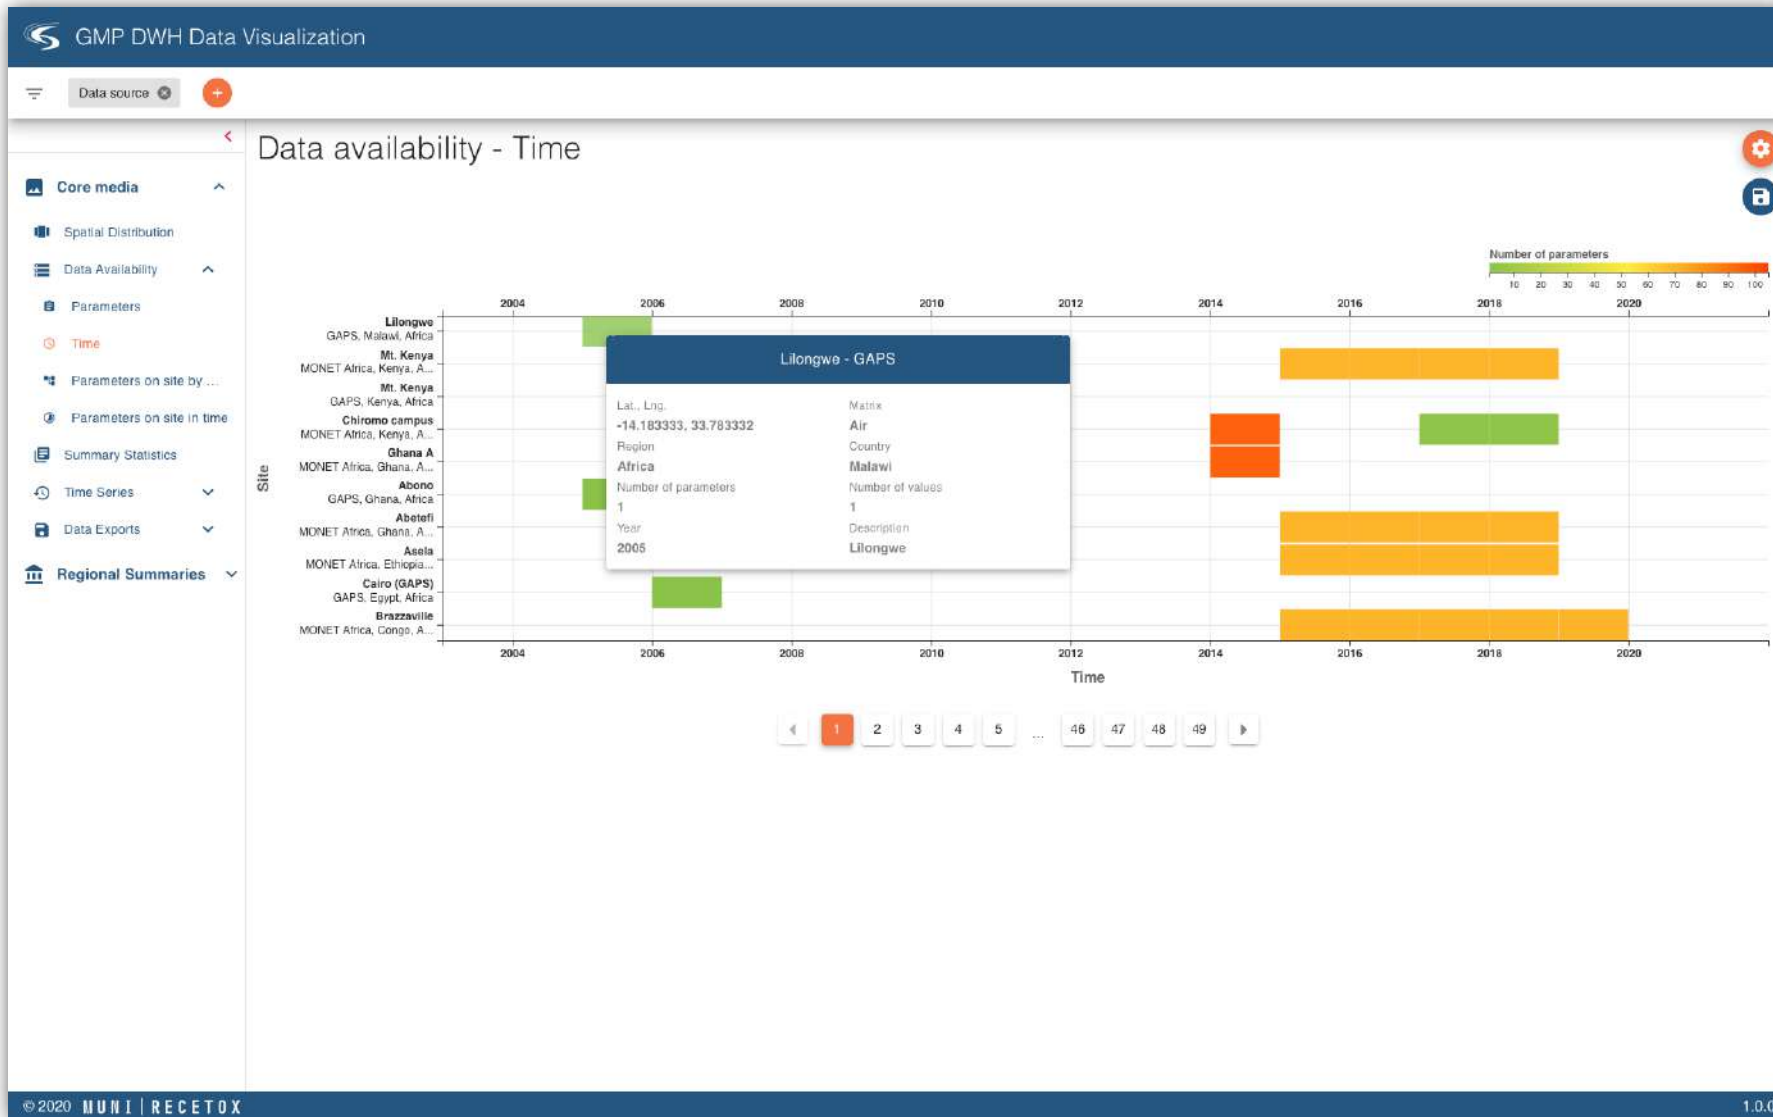 GMP DWH Data Visualization
Data source
Data availability - Time
Core media
Spatial Distribution
Data Availability
Parameters
Time
Parameters on site by ...
Parameters on site in time
Summary Statistics
Time Series
Data Exports
Regional Summaries
Number of parameters
10 20 30 40 50 60 70 80 90 100
2004 2006 2008 2010 2012 2014 2016 2018 2020
Site
Lilongwe
GAPS, Malawi, Africa
Mt. Kenya
MONET Africa, Kenya, A...
Mt. Kenya
GAPS, Kenya, Africa
Chiromo campus
MONET Africa, Kenya, A...
Ghana A
MONET Africa, Ghana, A...
Abono
GAPS, Ghana, Africa
Abetefi
MONET Africa, Ghana, A...
Asela
MONET Africa, Ethiopia...
Cairo (GAPS)
GAPS, Egypt, Africa
Brazzaville
MONET Africa, Congo, A...
Lilongwe - GAPS
Lat., Lng. Matrix
-14.183333, 33.783332 Air
Region Country
Africa Malawi
Number of parameters Number of values
1 1
Year Description
2005 Lilongwe
2004 2006 2008 2010 2012 2014 2016 2018 2020
Time
1 2 3 4 5 ... 46 47 48 49
© 2020 MUNI | RECETOX
1.0.0